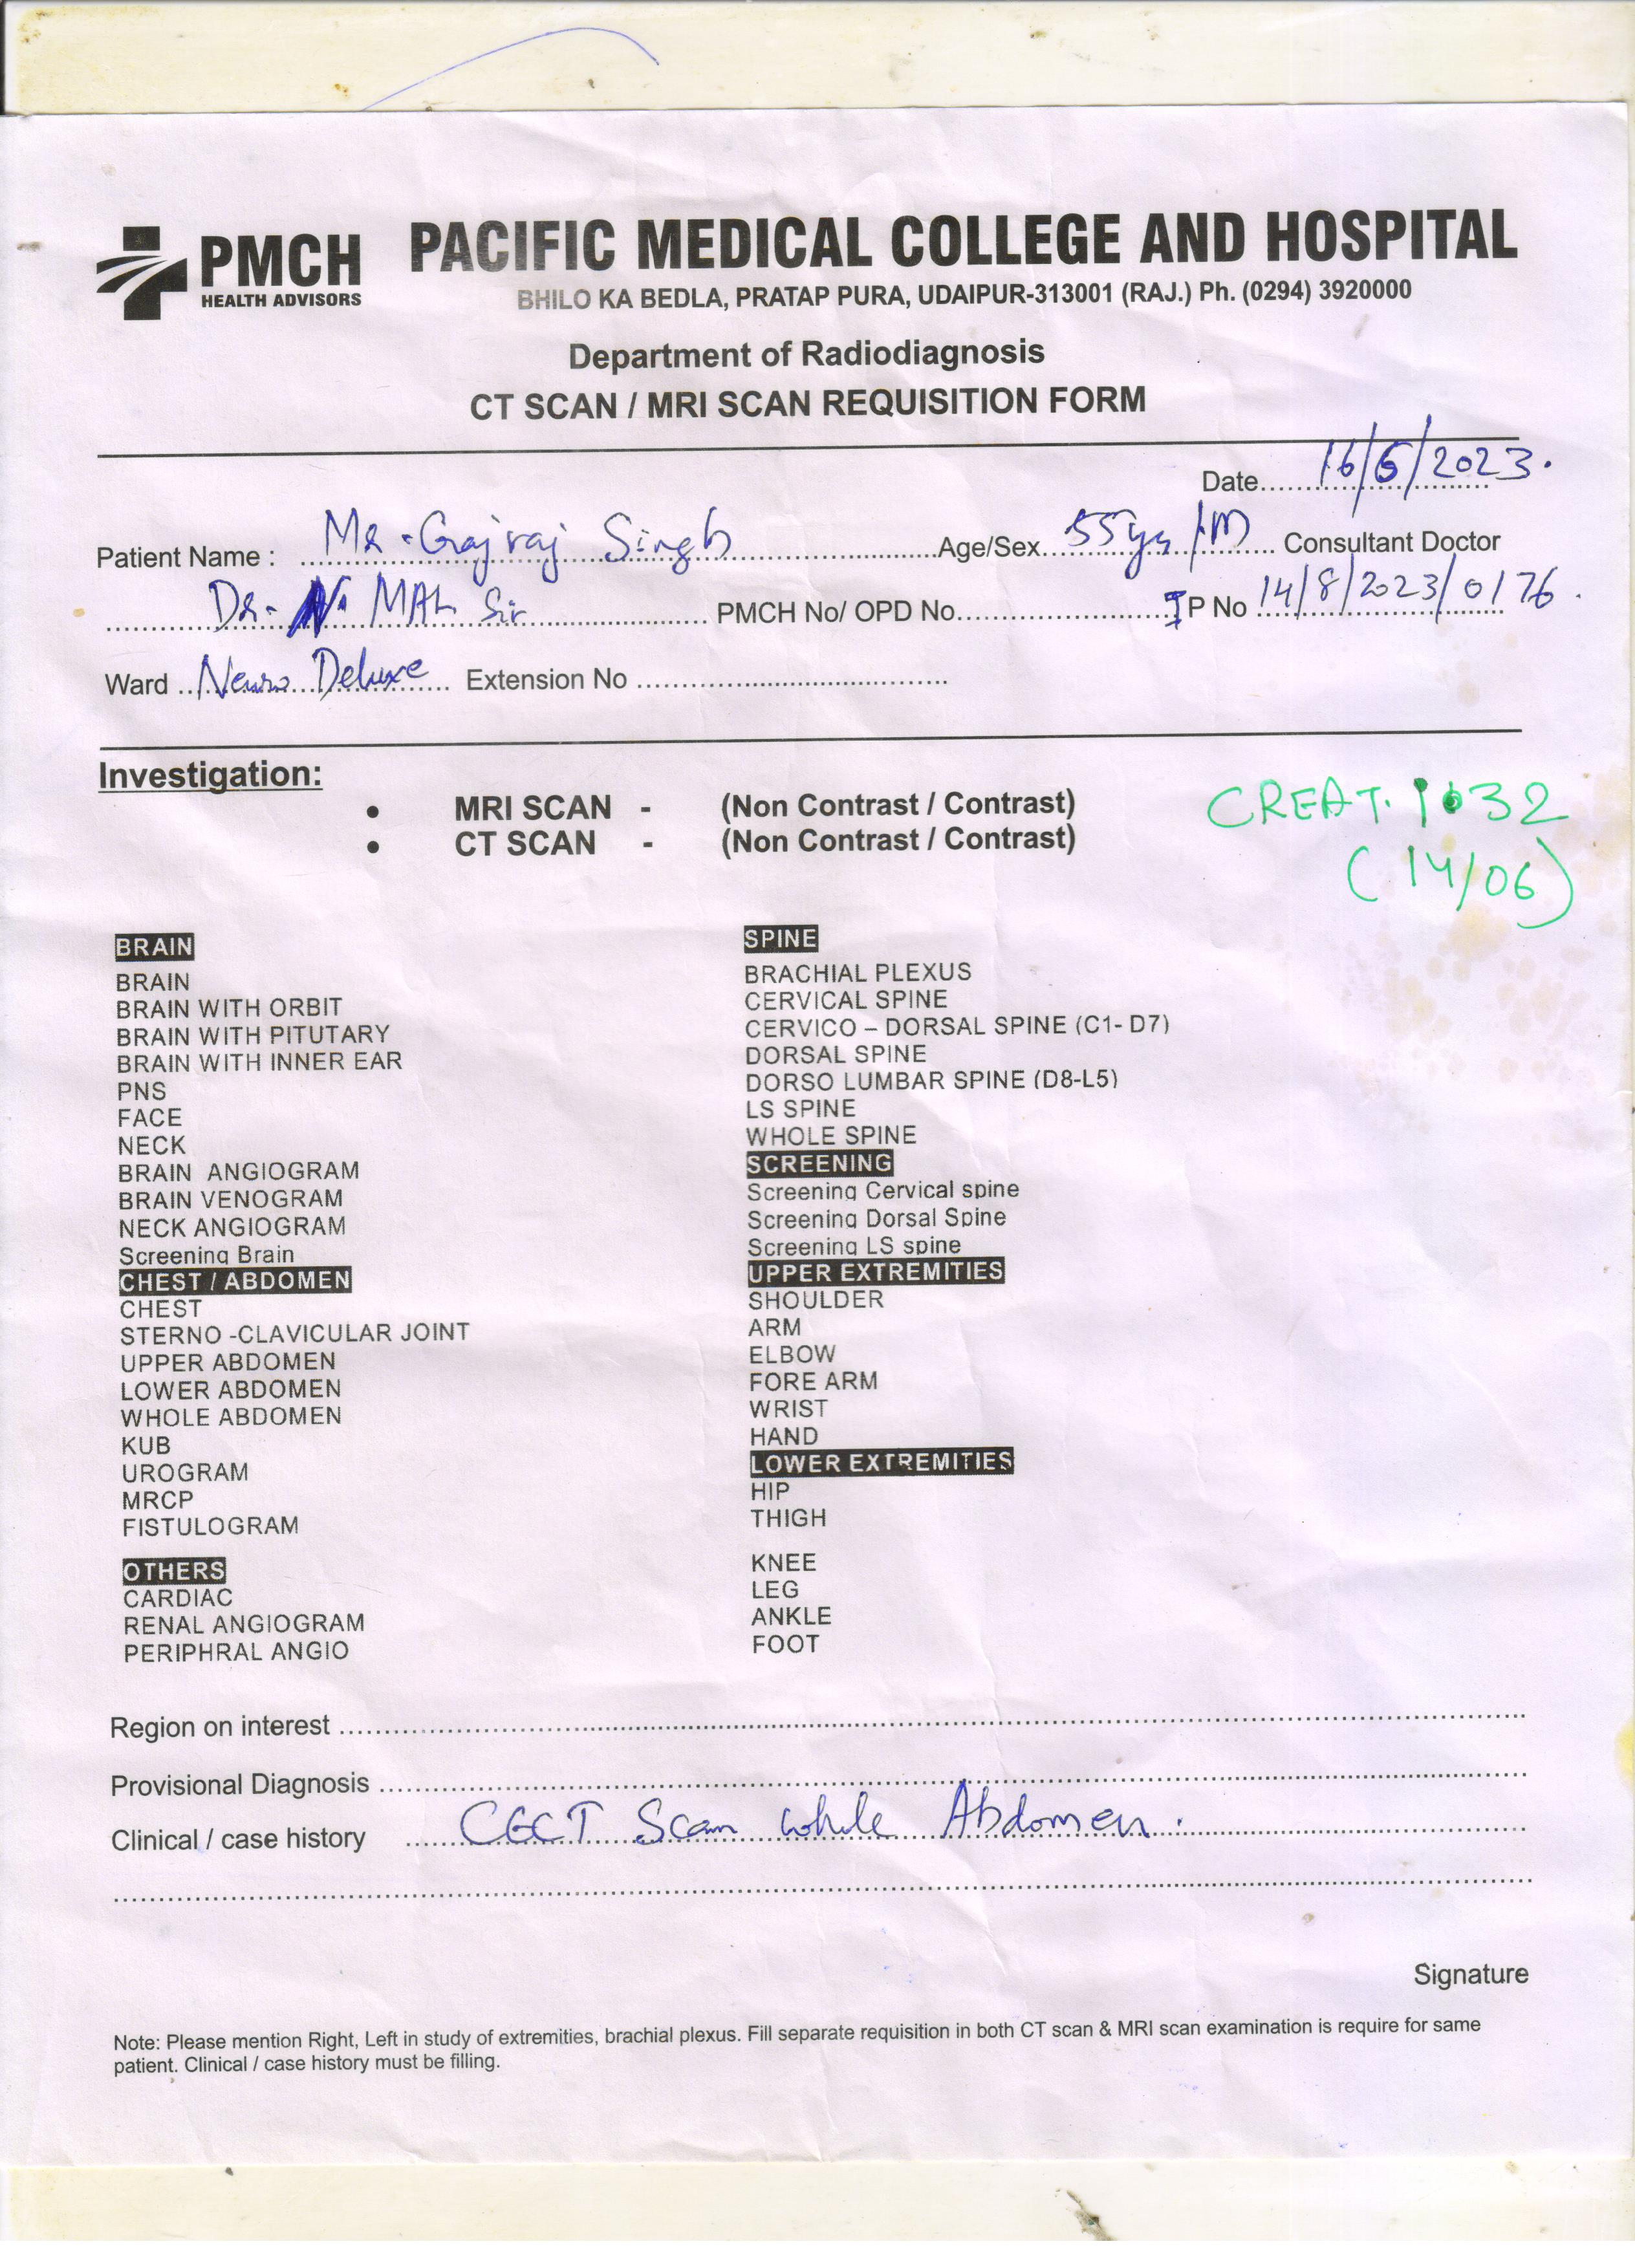 PMCH
HEALTH ADVISORS
PACIFIC MEDICAL COLLEGE AND HOSPITAL
BHILO KA BEDLA, PRATAP PURA, UDAIPUR-313001 (RAJ.) Ph. (0294) 3920000
Department of Radiodiagnosis
CT SCAN / MRI SCAN REQUISITION FORM
Date 16/6/2023.
Patient Name : Mr. Gajraj Singh Age/Sex 55yrs/M Consultant Doctor
Dr. N. MAL Sir PMCH No/ OPD No. IP No 14/8/2023/0176.
Ward Neuro Deluxe Extension No
Investigation:
• MRI SCAN - (Non Contrast / Contrast)
• CT SCAN - (Non Contrast / Contrast)
CREAT. 1.32
(14/06)
BRAIN
BRAIN
BRAIN WITH ORBIT
BRAIN WITH PITUTARY
BRAIN WITH INNER EAR
PNS
FACE
NECK
BRAIN ANGIOGRAM
BRAIN VENOGRAM
NECK ANGIOGRAM
Screening Brain
CHEST / ABDOMEN
CHEST
STERNO -CLAVICULAR JOINT
UPPER ABDOMEN
LOWER ABDOMEN
WHOLE ABDOMEN
KUB
UROGRAM
MRCP
FISTULOGRAM
OTHERS
CARDIAC
RENAL ANGIOGRAM
PERIPHRAL ANGIO
SPINE
BRACHIAL PLEXUS
CERVICAL SPINE
CERVICO – DORSAL SPINE (C1- D7)
DORSAL SPINE
DORSO LUMBAR SPINE (D8-L5)
LS SPINE
WHOLE SPINE
SCREENING
Screening Cervical spine
Screening Dorsal Spine
Screening LS spine
UPPER EXTREMITIES
SHOULDER
ARM
ELBOW
FORE ARM
WRIST
HAND
LOWER EXTREMITIES
HIP
THIGH
KNEE
LEG
ANKLE
FOOT
Region on interest
Provisional Diagnosis
Clinical / case history CECT Scan whole Abdomen.
Signature
Note: Please mention Right, Left in study of extremities, brachial plexus. Fill separate requisition in both CT scan & MRI scan examination is require for same
patient. Clinical / case history must be filling.